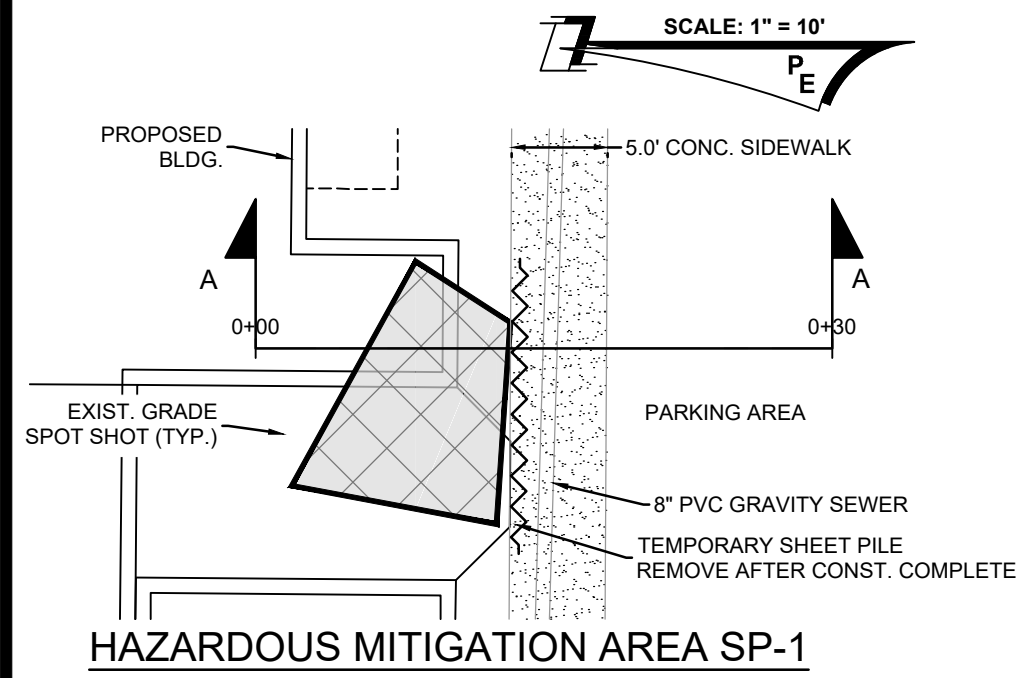 SCALE: 1" = 10'
PE
PROPOSED
BLDG.
5.0' CONC. SIDEWALK
A
A
0+00
0+30
EXIST. GRADE
SPOT SHOT (TYP.)
PARKING AREA
8" PVC GRAVITY SEWER
TEMPORARY SHEET PILE
REMOVE AFTER CONST. COMPLETE
HAZARDOUS MITIGATION AREA SP-1